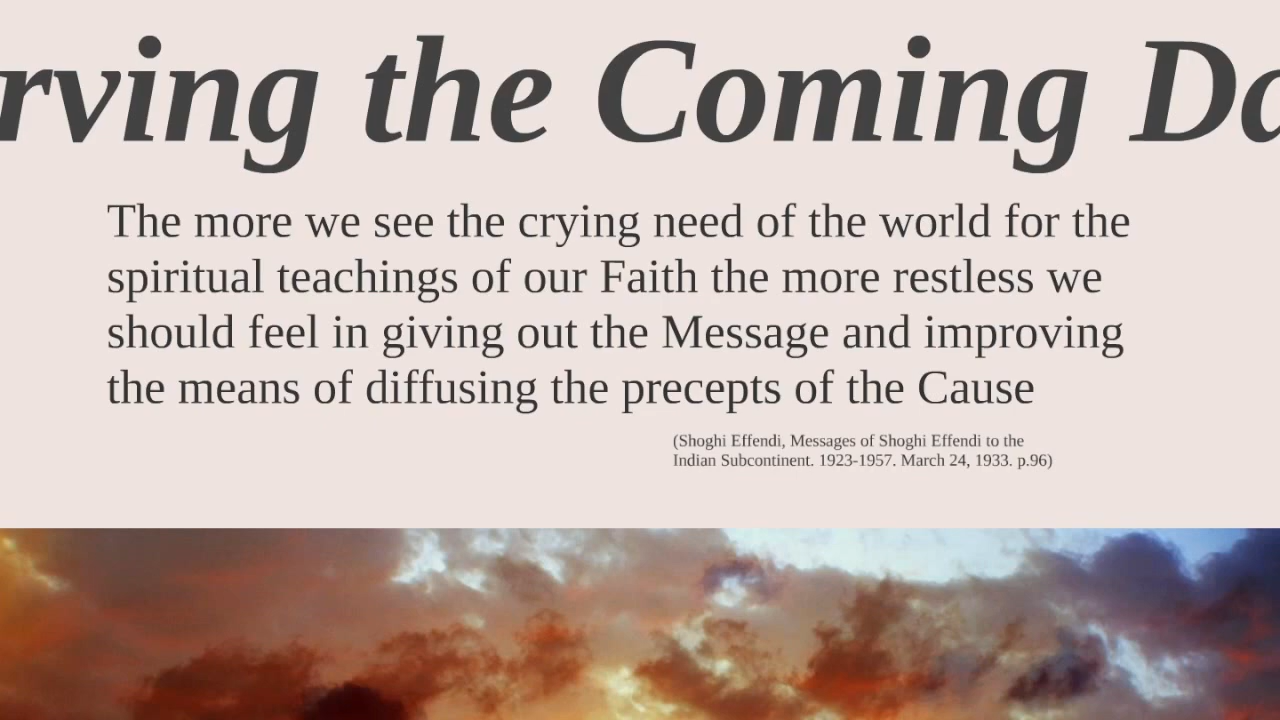 rving the Coming Da
The more we see the crying need of the world for the
spiritual teachings of our Faith the more restless we
should feel in giving out the Message and improving
the means of diffusing the precepts of the Cause
(Shoghi Effendi, Messages of Shoghi Effendi to the
Indian Subcontinent. 1923-1957. March 24, 1933. p.96)